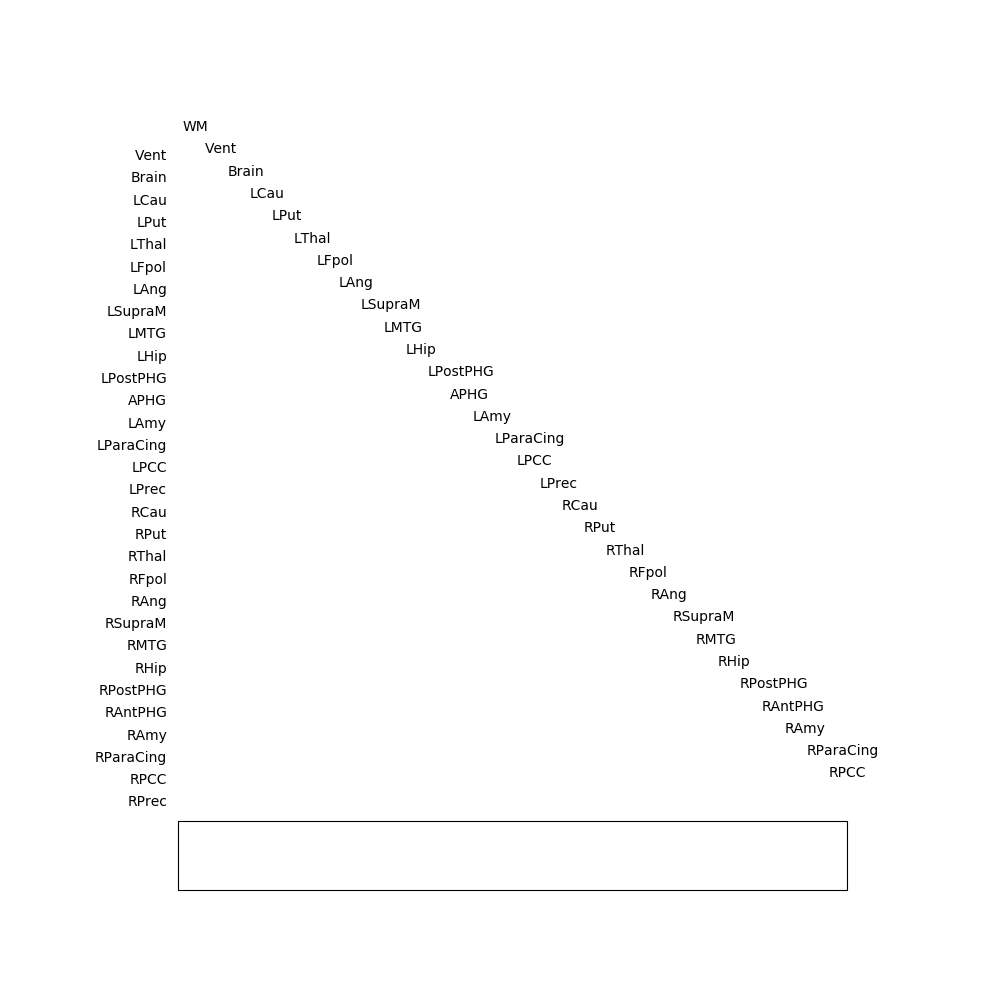 WM
Vent
Vent
Brain
Brain
LCau
LCau
LPut
LPut
LThal
LThal
LFpol
LFpol
LAng
LAng
LSupraM
LSupraM
LMTG
LMTG
LHip
LHip
LPostPHG
LPostPHG
APHG
APHG
LAmy
LAmy
LParaCing
LParaCing
LPCC
LPCC
LPrec
LPrec
RCau
RCau
RPut
RPut
RThal
RThal
RFpol
RFpol
RAng
RAng
RSupraM
RSupraM
RMTG
RMTG
RHip
RHip
RPostPHG
RPostPHG
RAntPHG
RAntPHG
RAmy
RAmy
RParaCing
RParaCing
RPCC
RPCC
RPrec